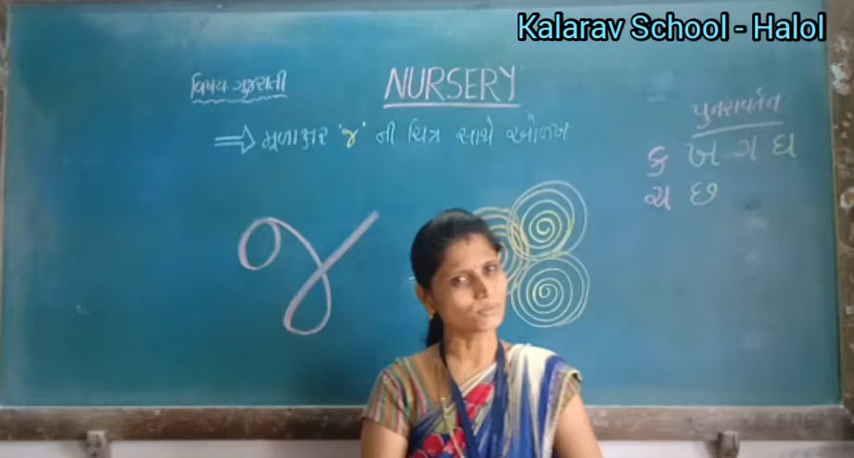 Kalarav School - Halol
વિષય ગુજરાતી
NURSERY
⇒ મૂળાક્ષર 'જ' ની ચિત્ર સાથે ઓળખ
પુનરાવર્તન
ક ખ ગ ઘ
ચ છ
જ